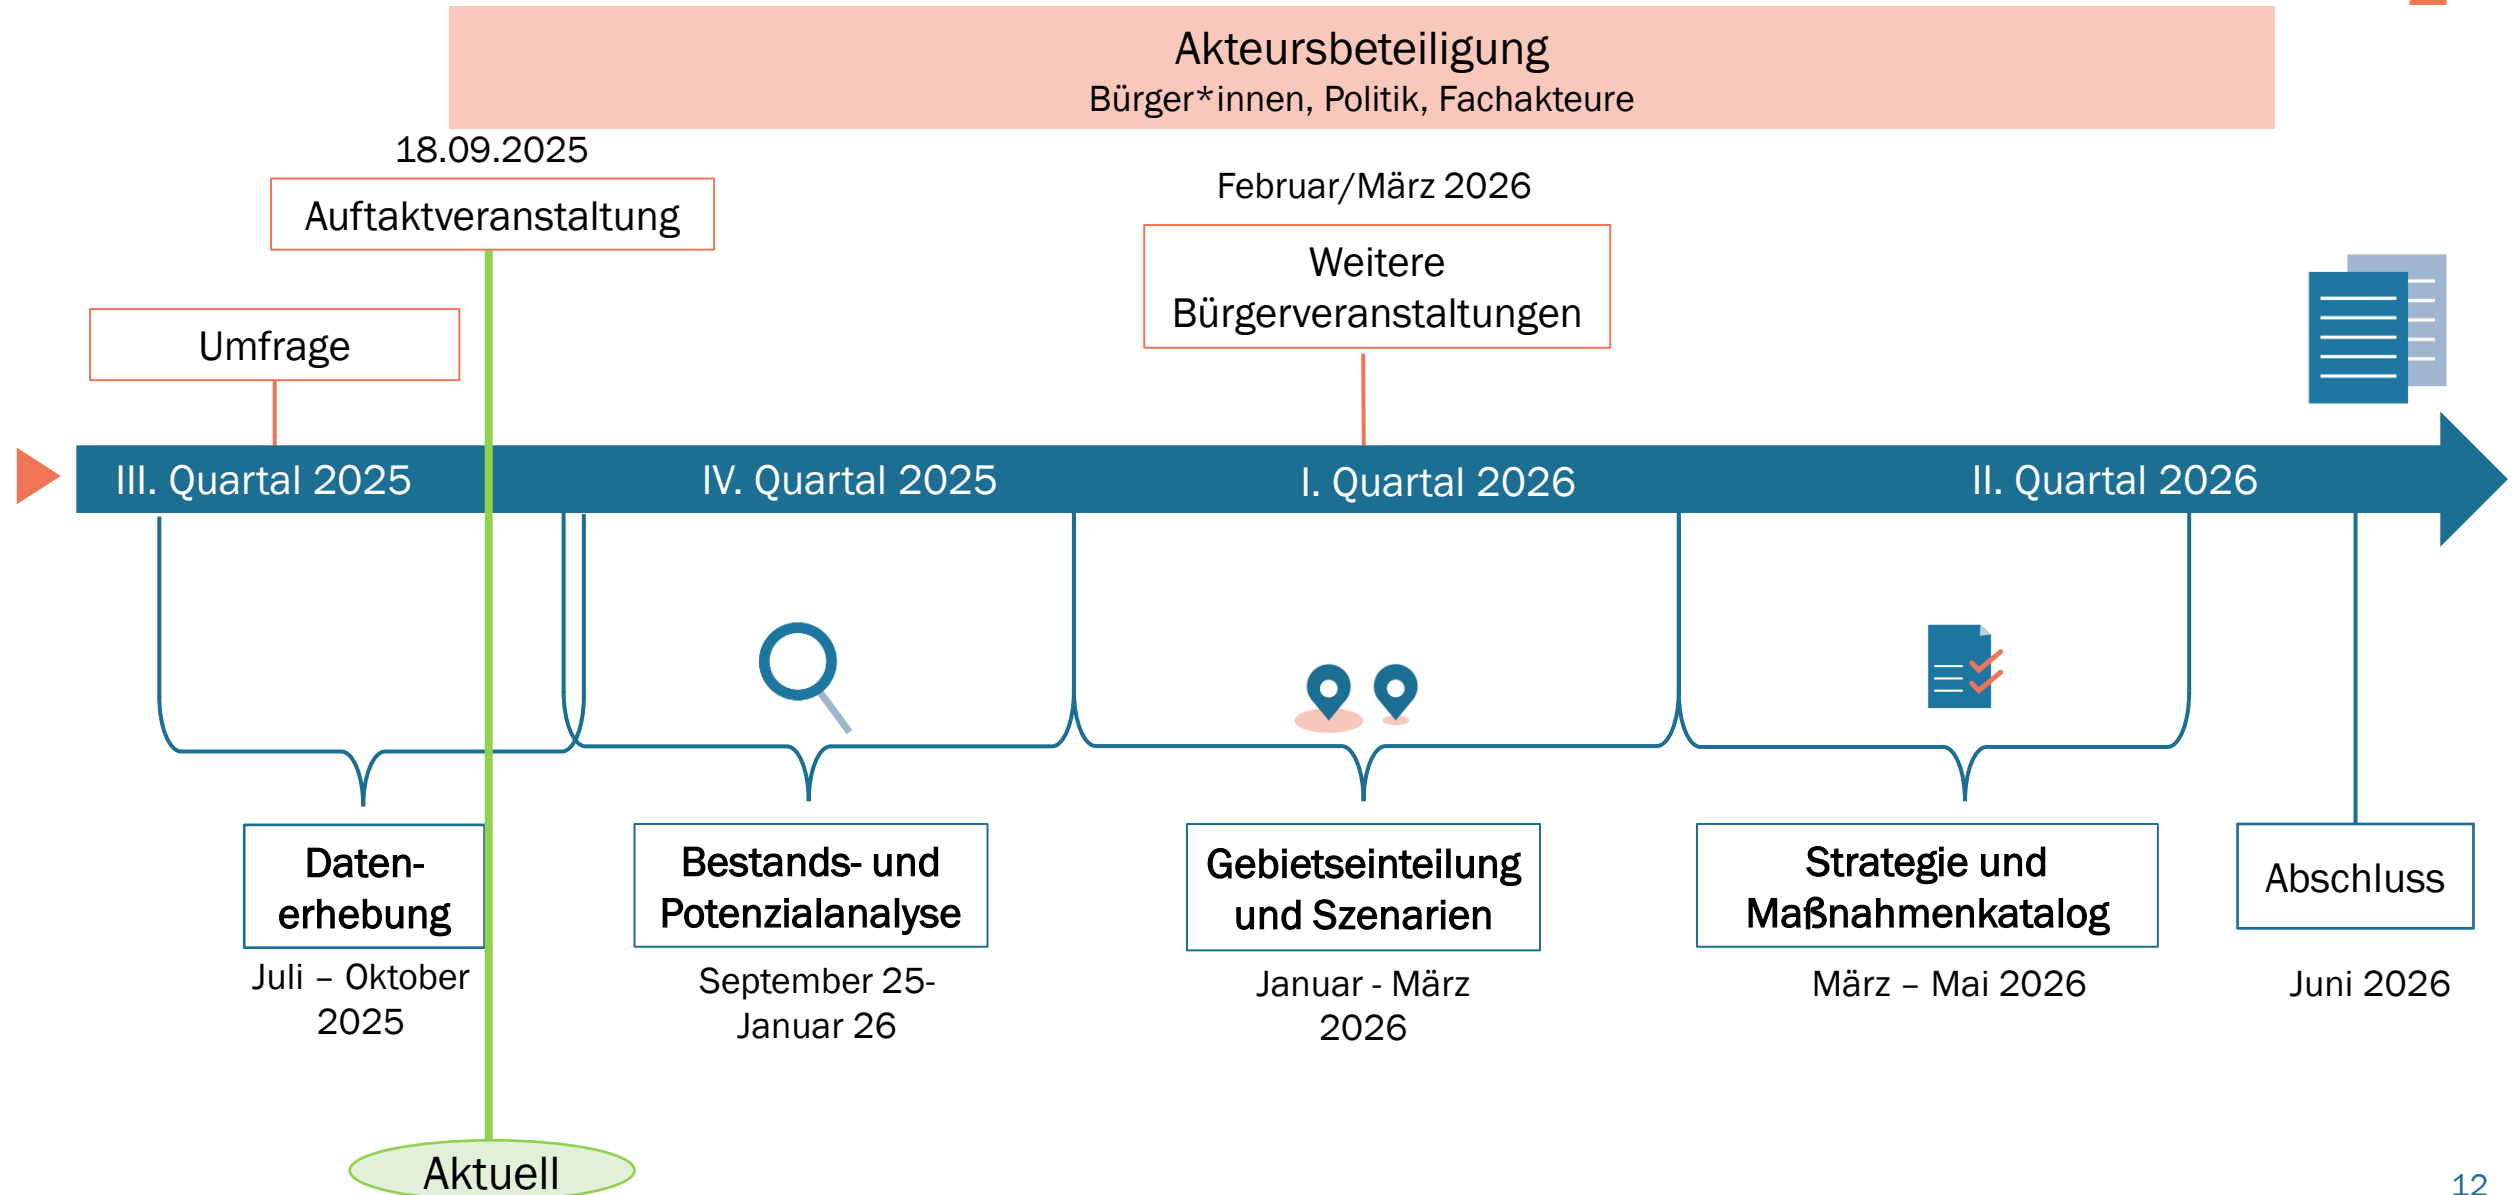 Akteursbeteiligung
Bürger*innen, Politik, Fachakteure
18.09.2025
Auftaktveranstaltung
Februar/März 2026
Weitere
Bürgerveranstaltungen
Umfrage
III. Quartal 2025
IV. Quartal 2025
I. Quartal 2026
II. Quartal 2026
Daten-
erhebung
Juli – Oktober
2025
Bestands- und
Potenzialanalyse
September 25-
Januar 26
Gebietseinteilung
und Szenarien
Januar - März
2026
Strategie und
Maßnahmenkatalog
März – Mai 2026
Abschluss
Juni 2026
Aktuell
12